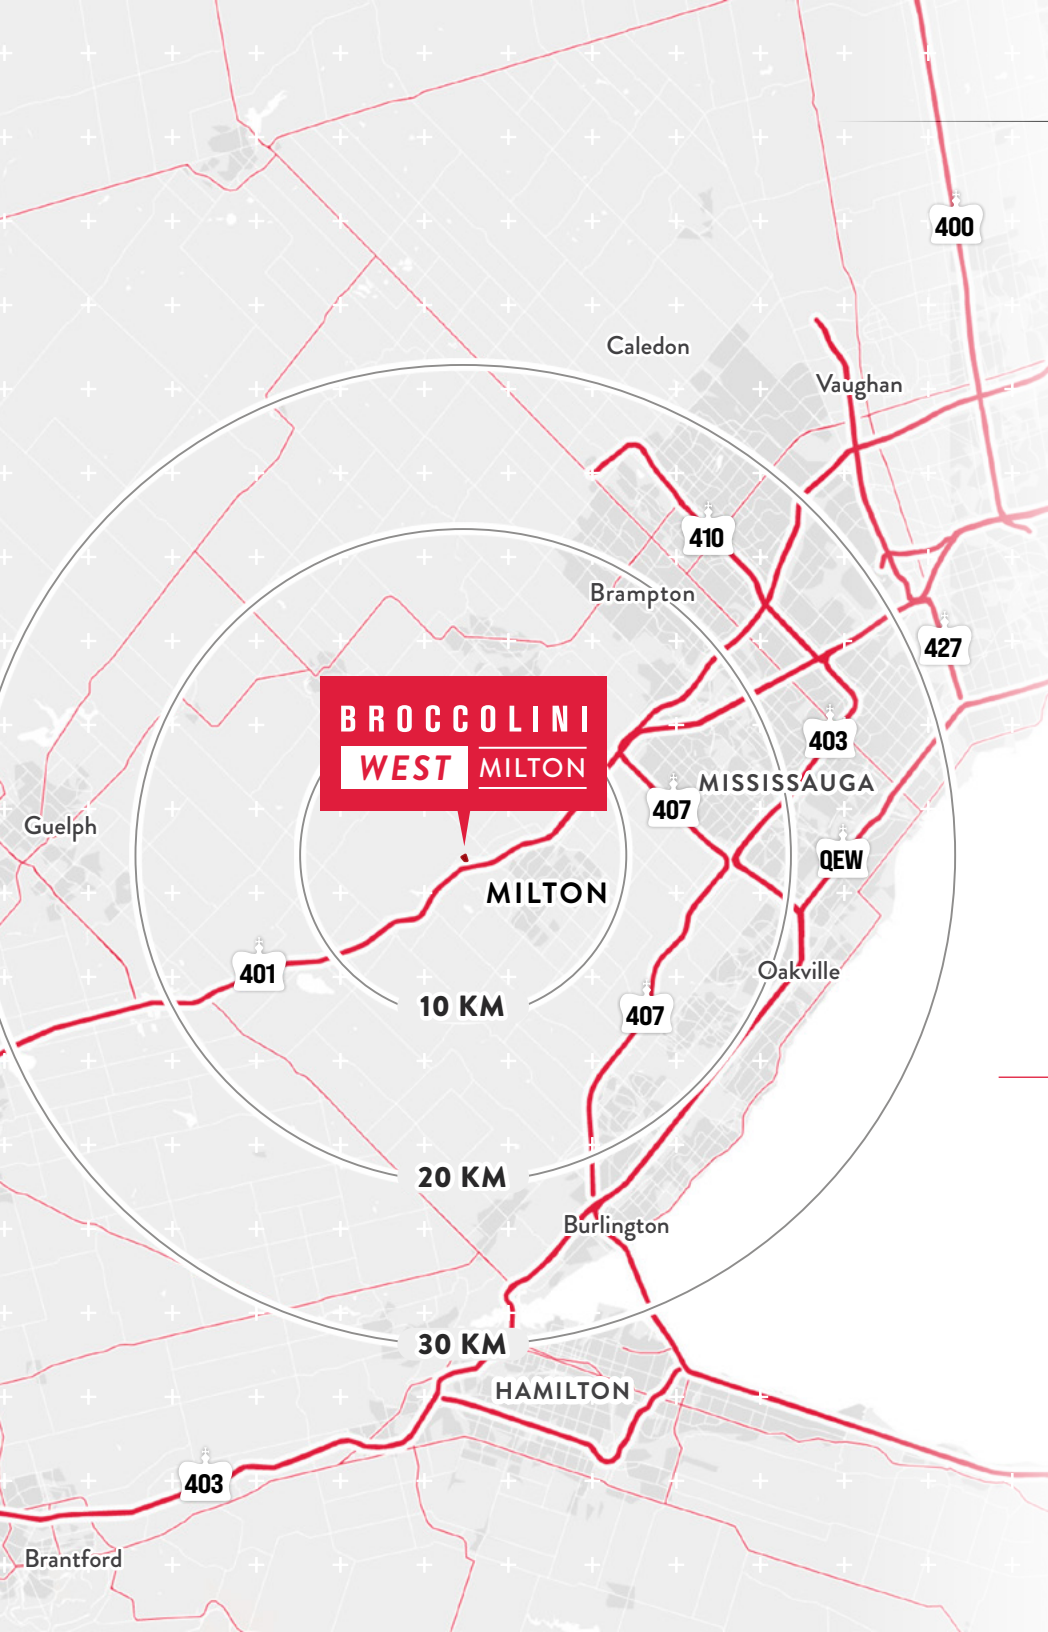 400
Caledon
Vaughan
410
Brampton
427
BROCCOLINI
WEST MILTON
403
MISSISSAUGA
407
Guelph
QEW
MILTON
401
Oakville
10 KM
407
20 KM
Burlington
30 KM
HAMILTON
403
Brantford